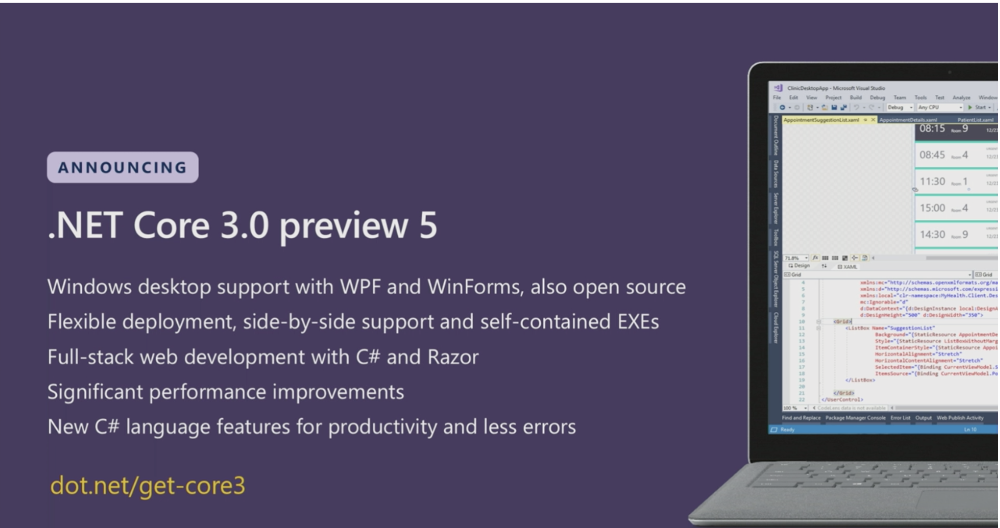 ANNOUNCING
.NET Core 3.0 preview 5
Windows desktop support with WPF and WinForms, also open source
Flexible deployment, side-by-side support and self-contained EXEs
Full-stack web development with C# and Razor
Significant performance improvements
New C# language features for productivity and less errors
dot.net/get-core3
ClinicDesktopApp - Microsoft Visual Studio
File Edit View Project Build Debug Team Tools Test Analyze Window
Debug Any CPU Start
AppointmentSuggestionList.xaml AppointmentDetails.xaml PatientList.xaml
Document Outline
Data Sources
Server Explorer
Toolbox
SQL Server Object Explorer
Cloud Explorer
08:15 Room 9 12/23
08:45 Room 4 12/23
11:30 Room 1 12/23
15:00 Room 4 12/23
14:30 Room 9 12/23
71.8% fx
Design XAML
Grid Grid
4 xmlns:mc="http://schemas.openxmlformats.org/ma
5 xmlns:d="http://schemas.microsoft.com/expressi
6 xmlns:local="clr-namespace:MyHealth.Client.Des
7 mc:Ignorable="d"
8 d:DataContext="{d:DesignInstance local:DesignA
9 d:DesignHeight="500" d:DesignWidth="350">
10 <Grid>
11 <ListBox Name="SuggestionList"
12 Background="{StaticResource AppointmentDe
13 Style="{StaticResource ListBoxWithoutMarg
14 ItemContainerStyle="{StaticResource Appoi
15 HorizontalAlignment="Stretch"
16 HorizontalContentAlignment="Stretch"
17 SelectedItem="{Binding CurrentViewModel.S
18 ItemsSource="{Binding CurrentViewModel.Po
19 </ListBox>
20
21 </Grid>
22 </UserControl>
100 % CodeLens data is not available
Find and Replace Package Manager Console Error List Output Web Publish Activity
Ready Ln 10